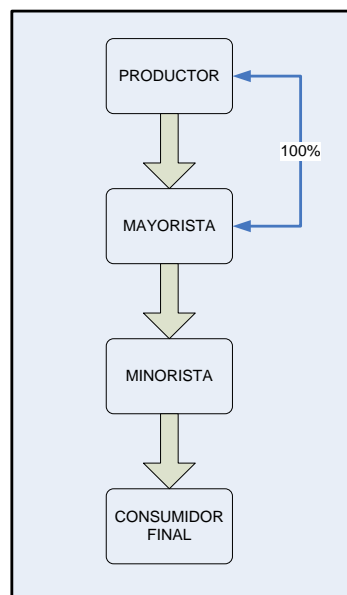 PRODUCTOR
100%
MAYORISTA
MINORISTA
CONSUMIDOR
FINAL